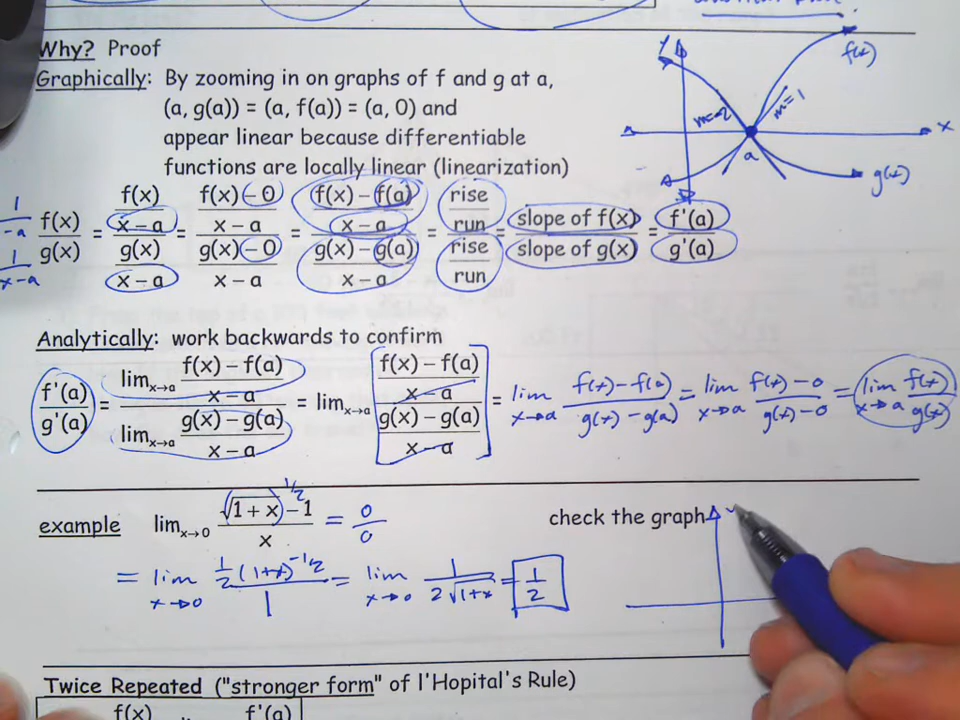 Why? Proof
Graphically: By zooming in on graphs of f and g at a,
(a, g(a)) = (a, f(a)) = (a, 0) and
appear linear because differentiable
functions are locally linear (linearization)
y f(x)
m=-2 m=1
x
a
g(x)
1/-a f(x) / 1/x-a g(x) = f(x)/x-a / g(x)/x-a = f(x)-0/x-a / g(x)-0/x-a = f(x)-f(a)/x-a / g(x)-g(a)/x-a = rise/run / rise/run = slope of f(x) / slope of g(x) = f'(a) / g'(a)
Analytically: work backwards to confirm
f'(a)/g'(a) = lim x→a f(x)-f(a)/x-a / lim x→a g(x)-g(a)/x-a = lim x→a [f(x)-f(a)/x-a / g(x)-g(a)/x-a] = lim x→a f(x)-f(a)/g(x)-g(a) = lim x→a f(x)-0/g(x)-0 = lim x→a f(x)/g(x)
example lim x→0 (√1+x)^1/2 -1 / x = 0/0 check the graph
= lim x→0 1/2(1+x)^-1/2 / 1 = lim x→0 1/2√1+x = 1/2
Twice Repeated ("stronger form" of l'Hopital's Rule)
f(x) f'(a)